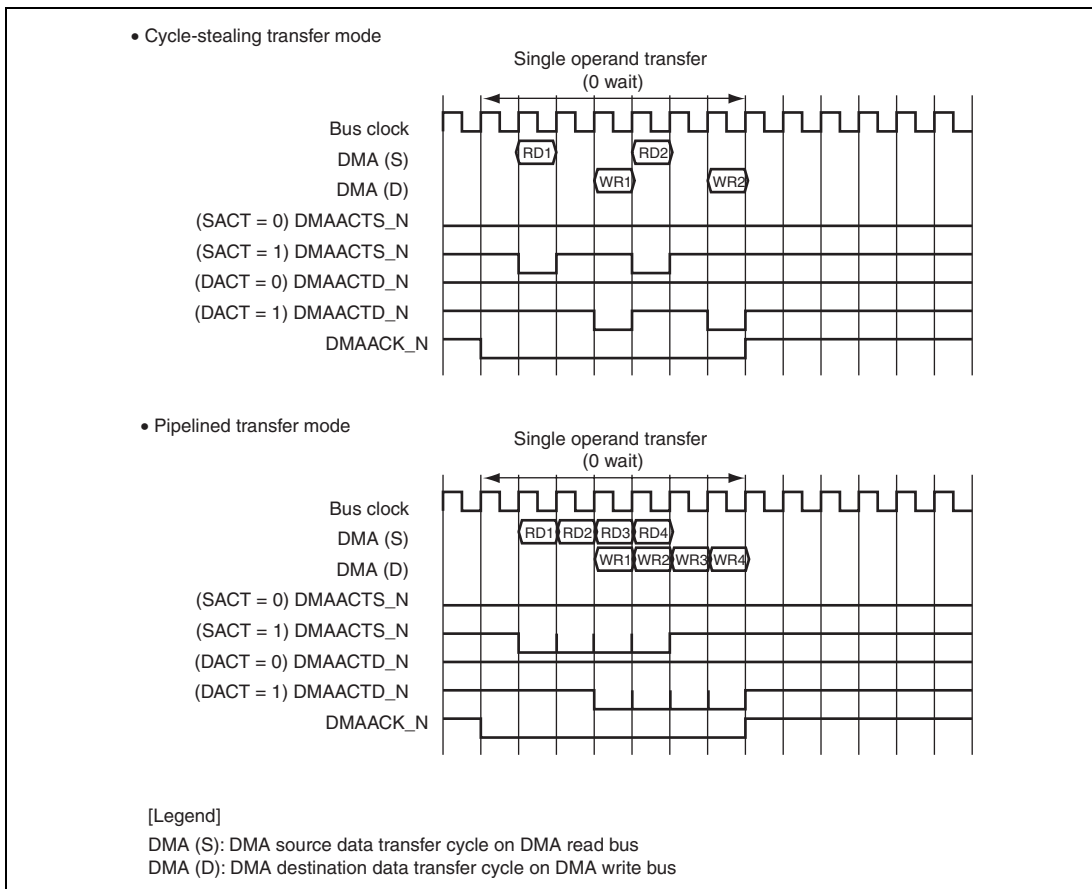 • Cycle-stealing transfer mode
Single operand transfer
(0 wait)
Bus clock
DMA (S)
RD1
RD2
DMA (D)
WR1
WR2
(SACT = 0) DMAACTS_N
(SACT = 1) DMAACTS_N
(DACT = 0) DMAACTD_N
(DACT = 1) DMAACTD_N
DMAACK_N
• Pipelined transfer mode
Single operand transfer
(0 wait)
Bus clock
DMA (S)
RD1 RD2 RD3 RD4
DMA (D)
WR1 WR2 WR3 WR4
(SACT = 0) DMAACTS_N
(SACT = 1) DMAACTS_N
(DACT = 0) DMAACTD_N
(DACT = 1) DMAACTD_N
DMAACK_N
[Legend]
DMA (S): DMA source data transfer cycle on DMA read bus
DMA (D): DMA destination data transfer cycle on DMA write bus